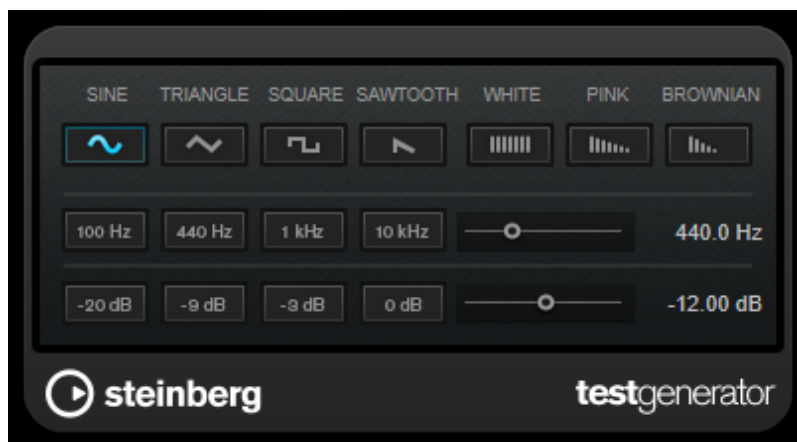 SINE TRIANGLE SQUARE SAWTOOTH WHITE PINK BROWNIAN
100 Hz 440 Hz 1 kHz 10 kHz 440.0 Hz
-20 dB -9 dB -3 dB 0 dB -12.00 dB
steinberg testgenerator